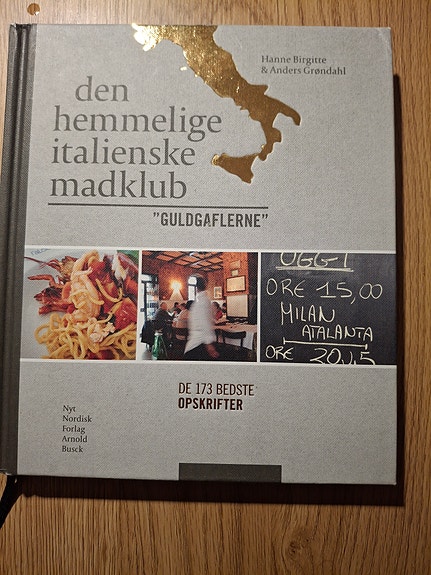 Hanne Birgitte
& Anders Grøndahl
den
hemmelige
italienske
madklub
"GULDGAFLERNE"
OGGI
ORE 15,00
MILAN
ATALANTA
ORE 20.15
DE 173 BEDSTE
OPSKRIFTER
Nyt
Nordisk
Forlag
Arnold
Busck